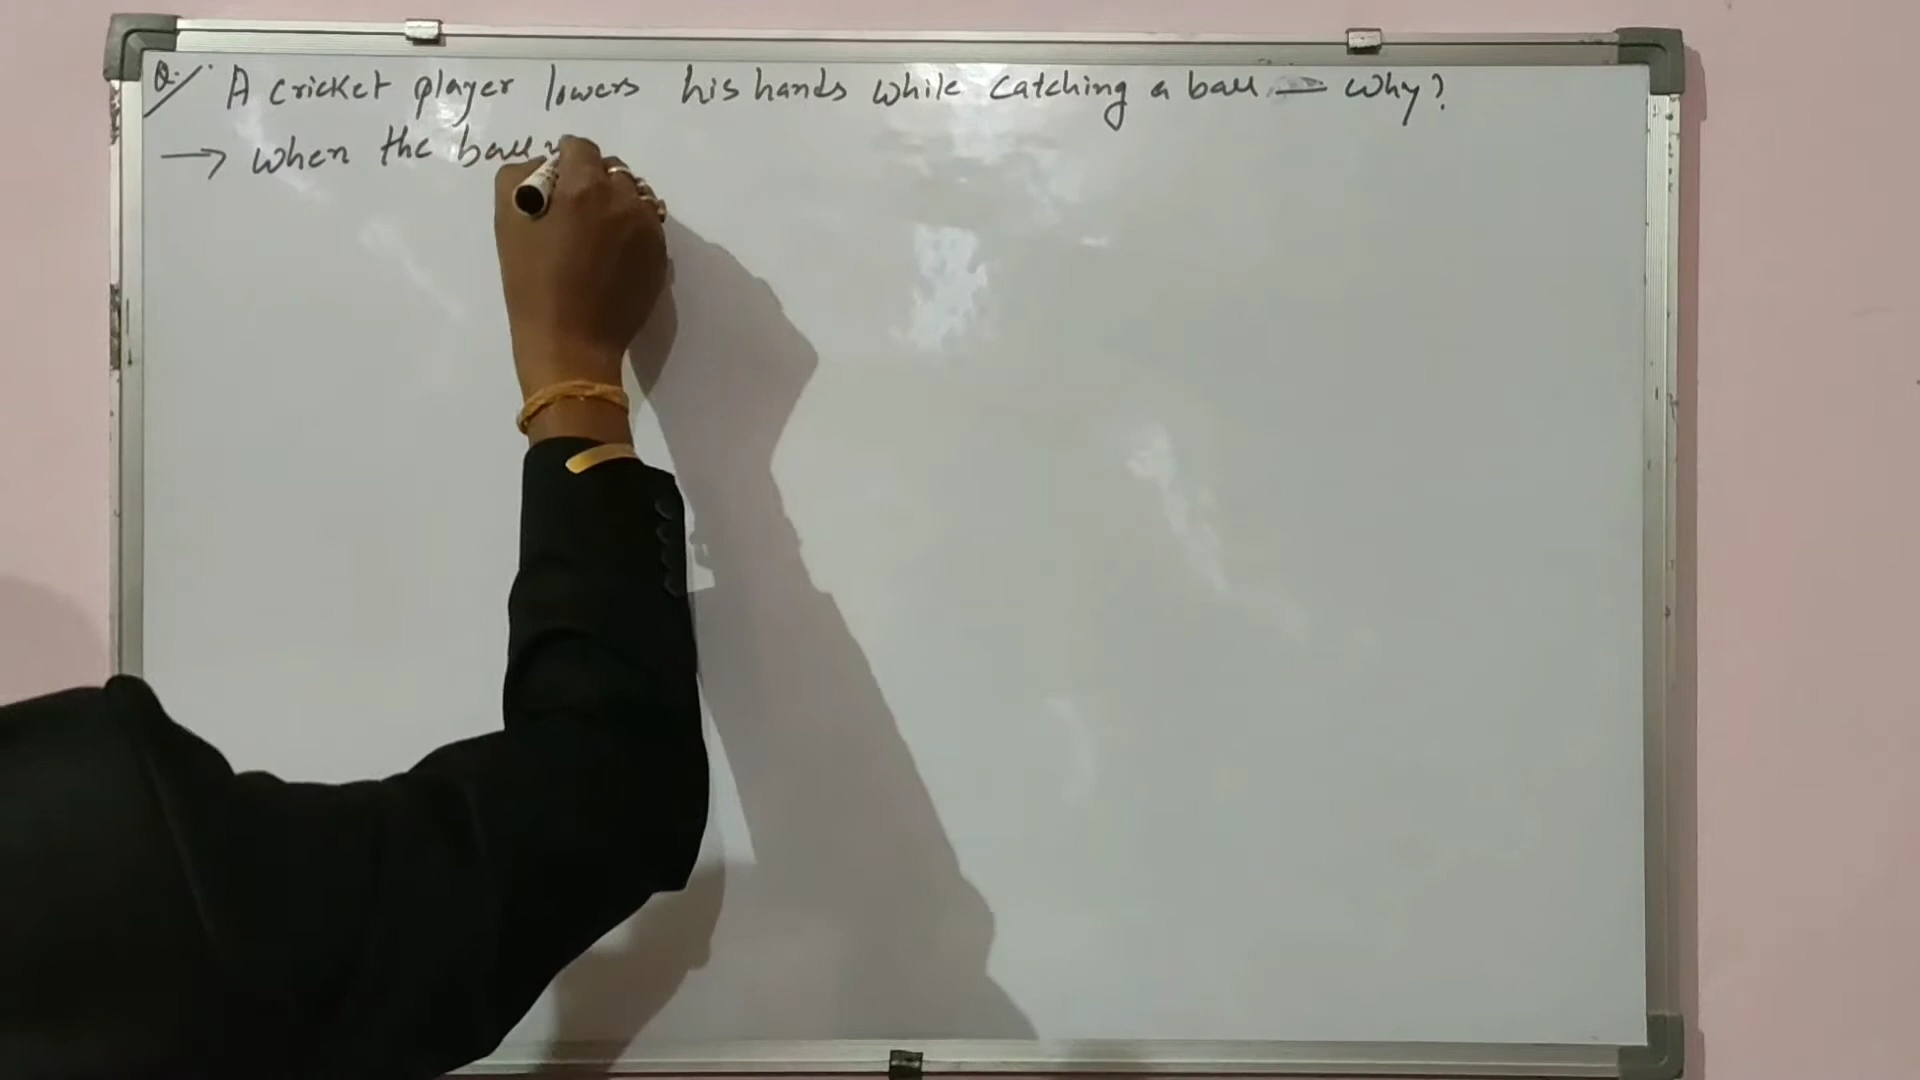 Q. A cricket player lowers his hands while catching a ball — why?
→ when the ball